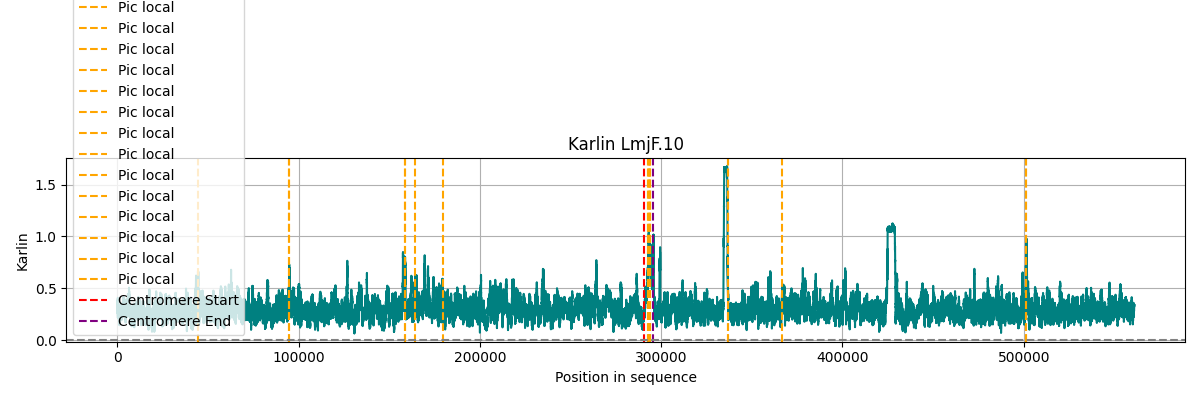 Pic local
Pic local
Pic local
Pic local
Pic local
Pic local
Pic local
Pic local
Pic local
Pic local
Pic local
Pic local
Pic local
Pic local
Centromere Start
Centromere End
Karlin LmjF.10
1.5
1.0
0.5
0.0
Karlin
0
100000
200000
300000
400000
500000
Position in sequence